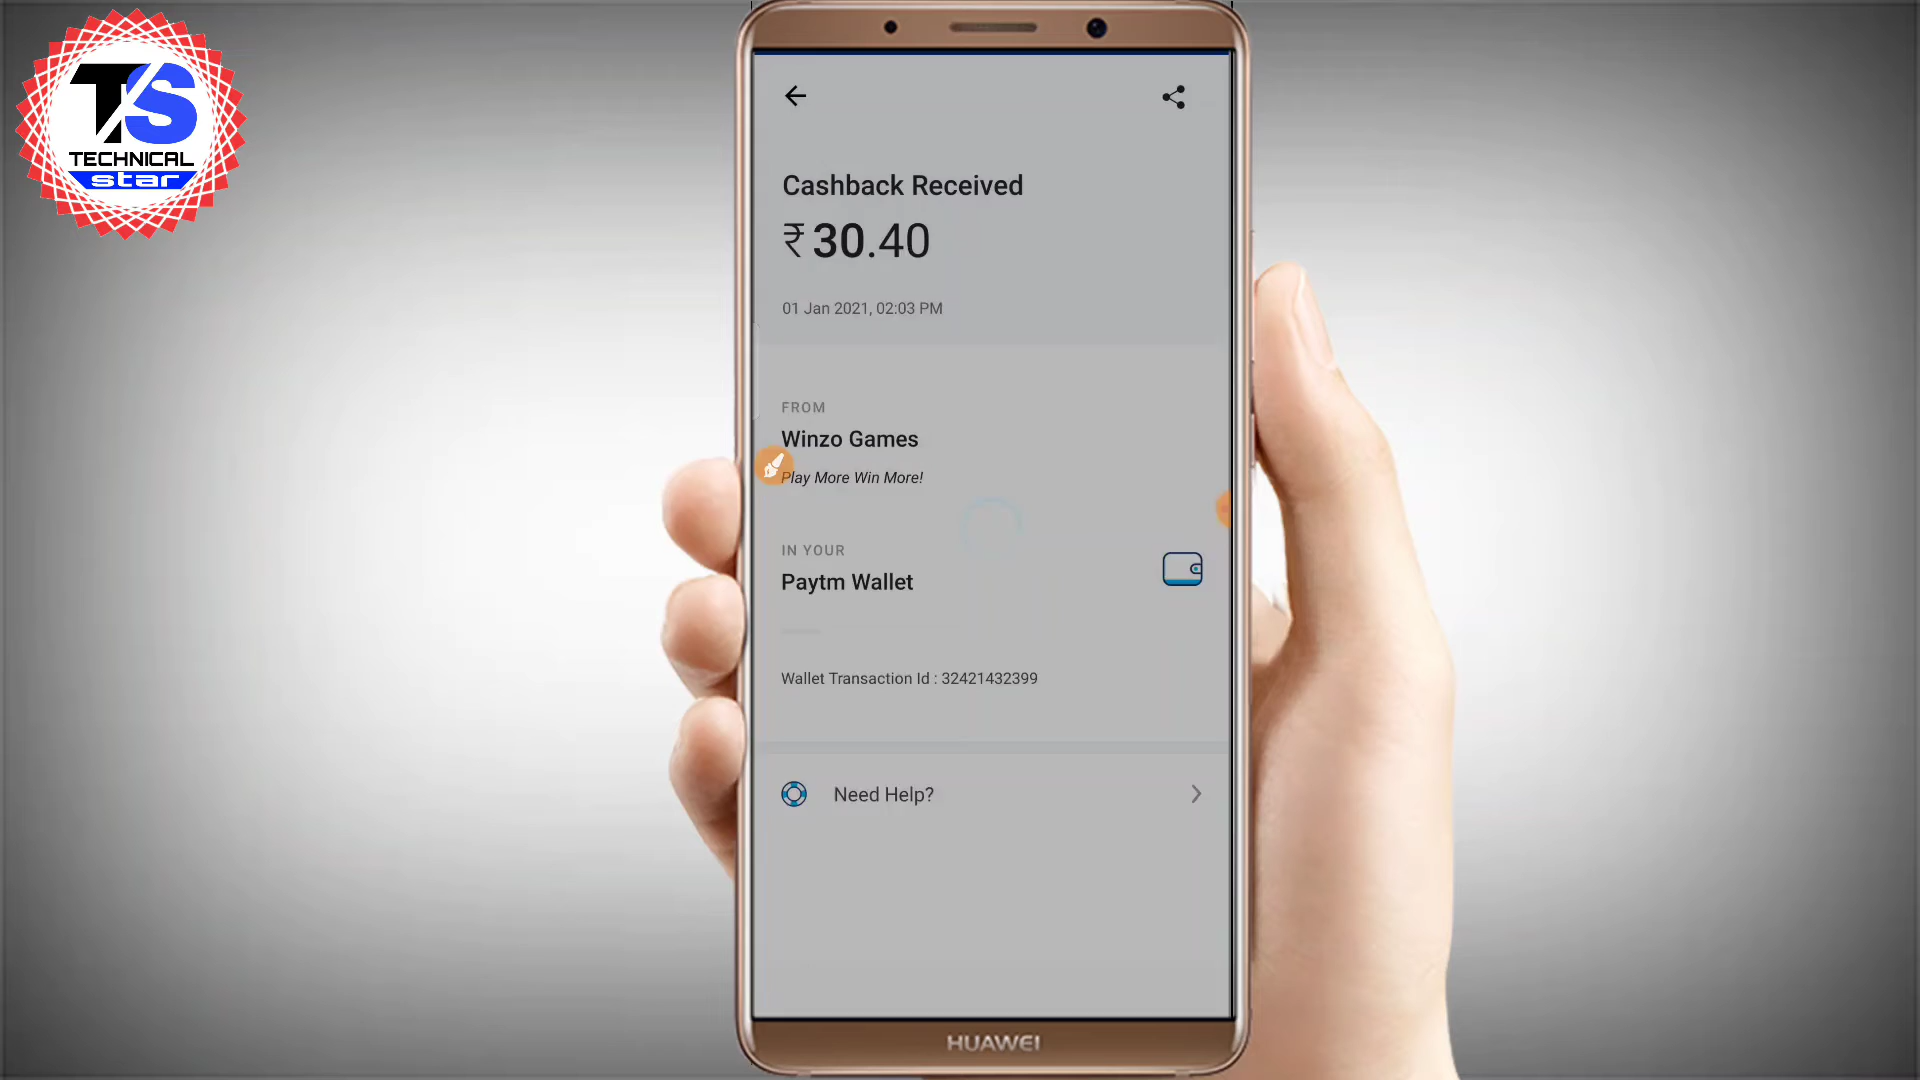 TS
TECHNICAL
star
Cashback Received
₹30.40
01 Jan 2021, 02:03 PM
FROM
Winzo Games
Play More Win More!
IN YOUR
Paytm Wallet
Wallet Transaction Id : 32421432399
Need Help?
HUAWEI